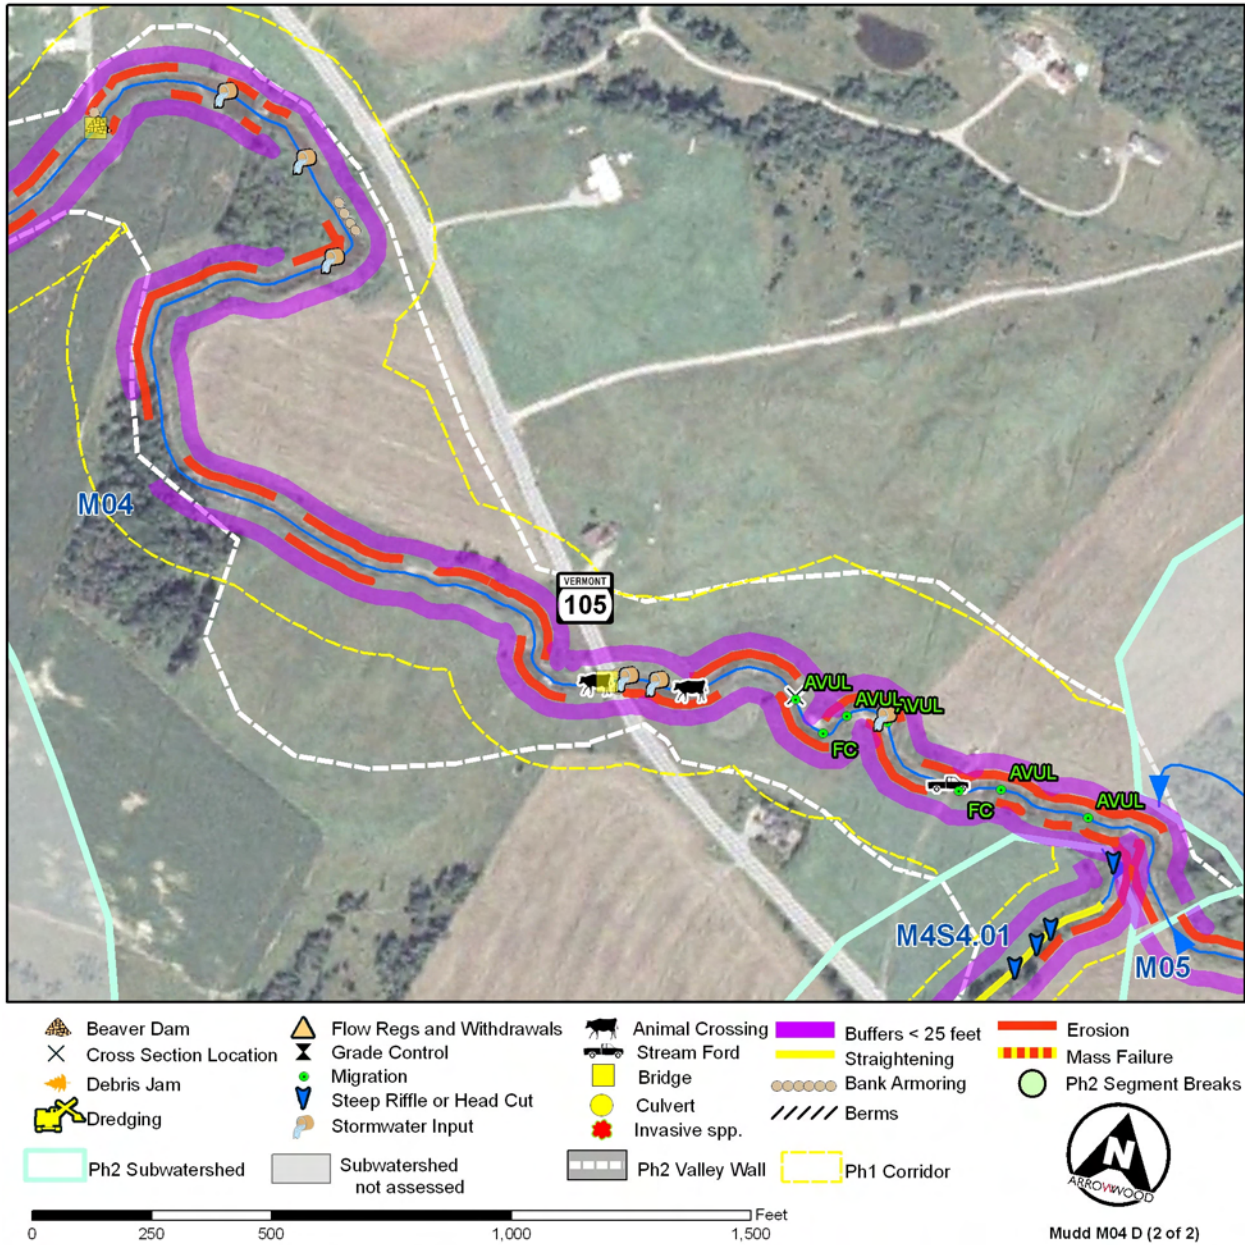 M04
VERMONT
105
AVUL
AVUL
AVUL
FC
AVUL
FC
AVUL
M4S4.01
M05
Beaver Dam
Cross Section Location
Debris Jam
Dredging
Flow Regs and Withdrawals
Grade Control
Migration
Steep Riffle or Head Cut
Stormwater Input
Animal Crossing
Stream Ford
Bridge
Culvert
Invasive spp.
Buffers < 25 feet
Straightening
Bank Armoring
Berms
Erosion
Mass Failure
Ph2 Segment Breaks
Ph2 Subwatershed
Subwatershed
not assessed
Ph2 Valley Wall
Ph1 Corridor
N
ARROWWOOD
Feet
0 250 500 1,000 1,500
Mudd M04 D (2 of 2)